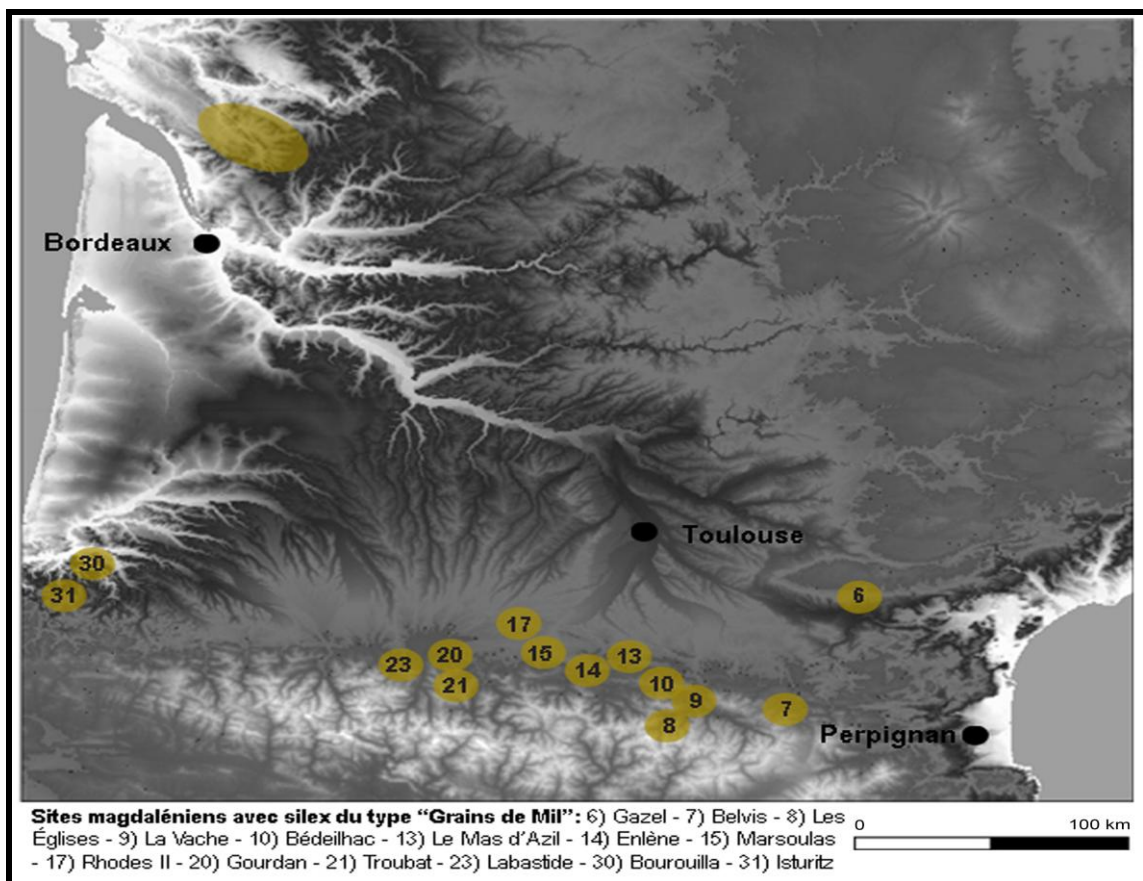 Bordeaux
Toulouse
30
31
6
17
23
20
15
14
13
21
10
9
7
8
Perpignan
Sites magdaléniens avec silex du type “Grains de Mil”: 6) Gazel - 7) Belvis - 8) Les
Églises - 9) La Vache - 10) Bédeilhac - 13) Le Mas d’Azil - 14) Enlène - 15) Marsoulas
- 17) Rhodes II - 20) Gourdan - 21) Troubat - 23) Labastide - 30) Bourouilla - 31) Isturitz
0 100 km